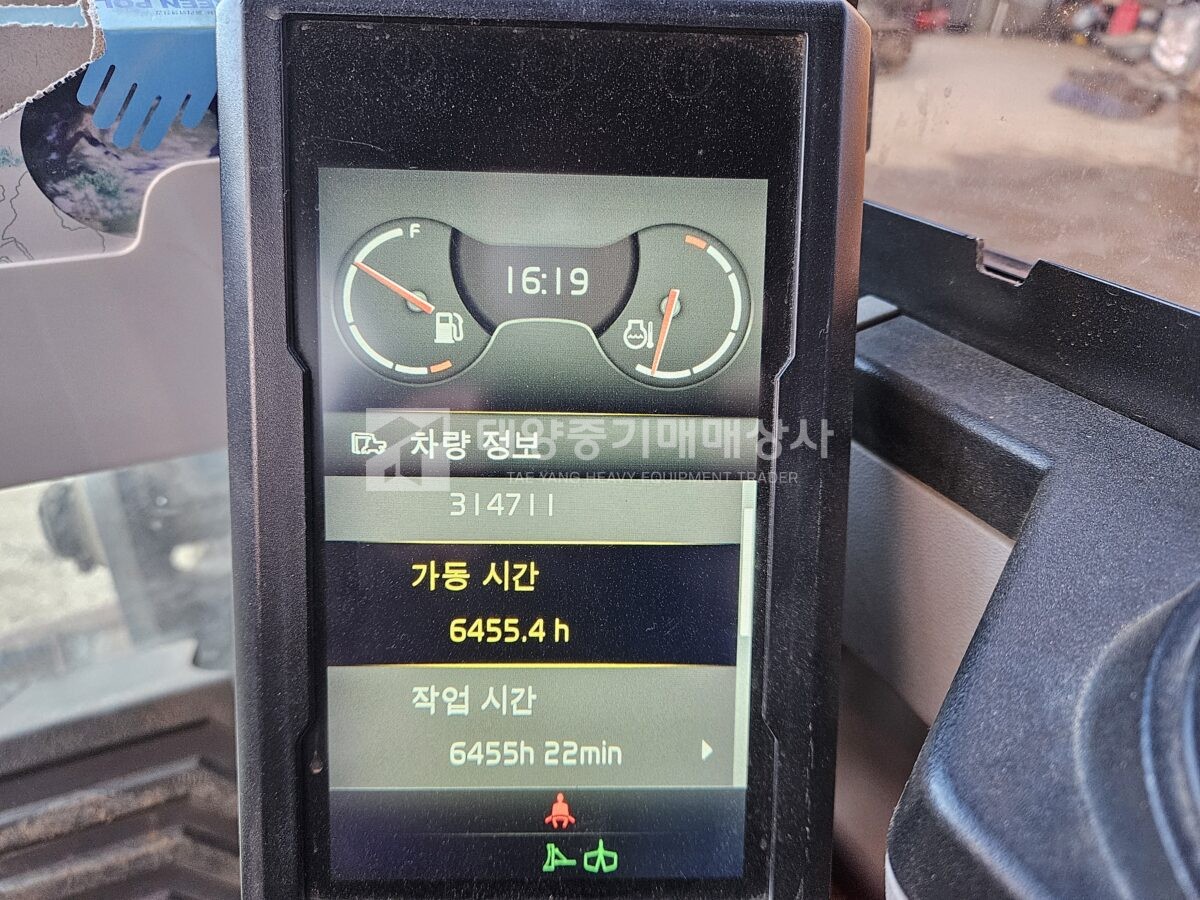 F
16:19
차량 정보
태양중기매매상사
TAE YANG HEAVY EQUIPMENT TRADER
314711
가동 시간
6455.4 h
작업 시간
6455h 22min